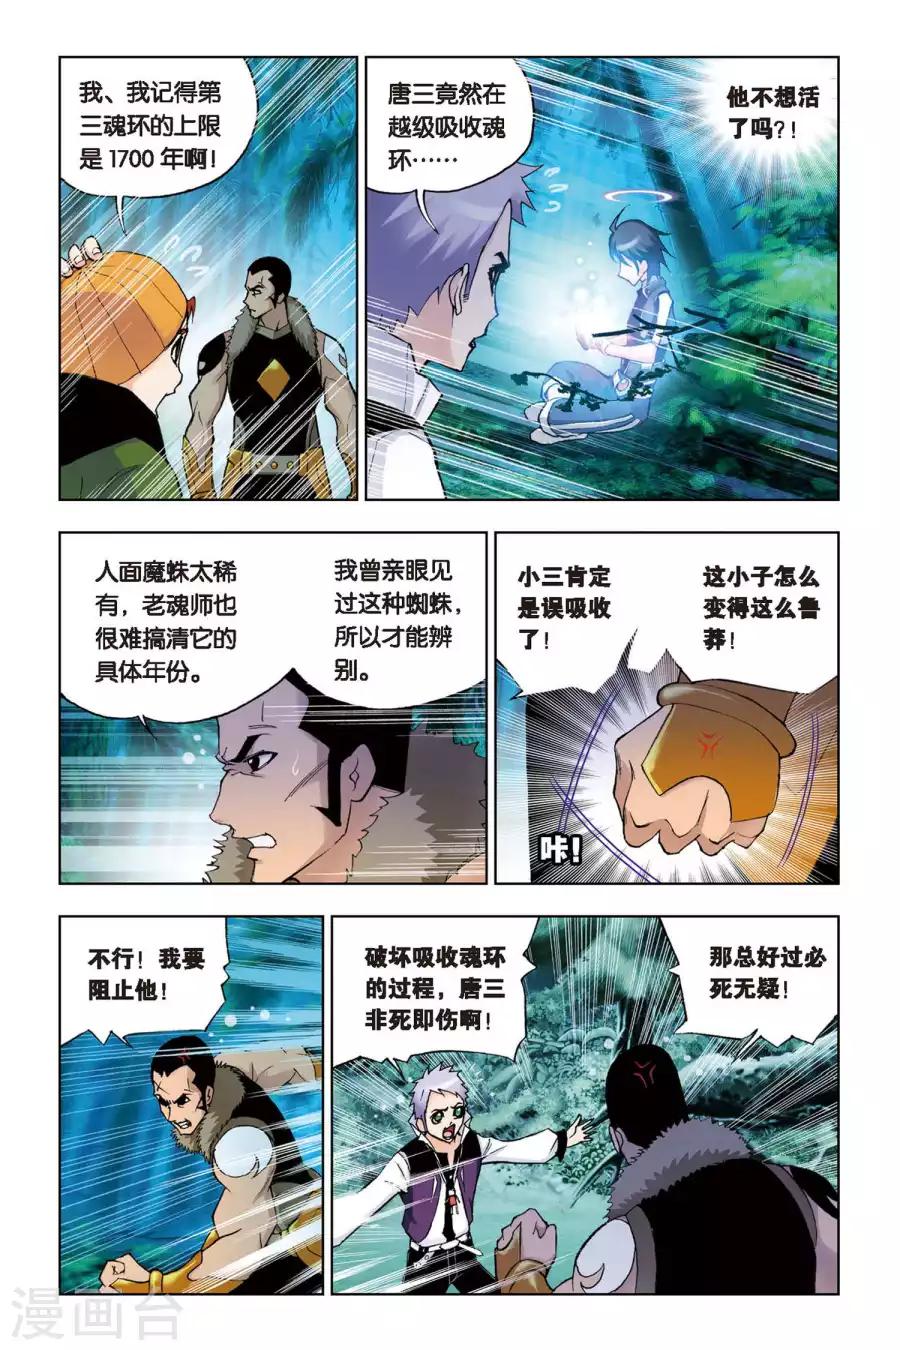 我、我记得第
三魂环的上限
是1700年啊！
唐三竟然在
越级吸收魂
环……
他不想活
了吗？！
人面魔蛛太稀
有，老魂师也
很难搞清它的
具体年份。
我曾亲眼见
过这种蜘蛛，
所以才能辨
别。
小三肯定
是误吸收
了！
这小子怎么
变得这么鲁
莽！
咔！
不行！我要
阻止他！
破坏吸收魂环
的过程，唐三
非死即伤啊！
那总好过必
死无疑！
漫画台